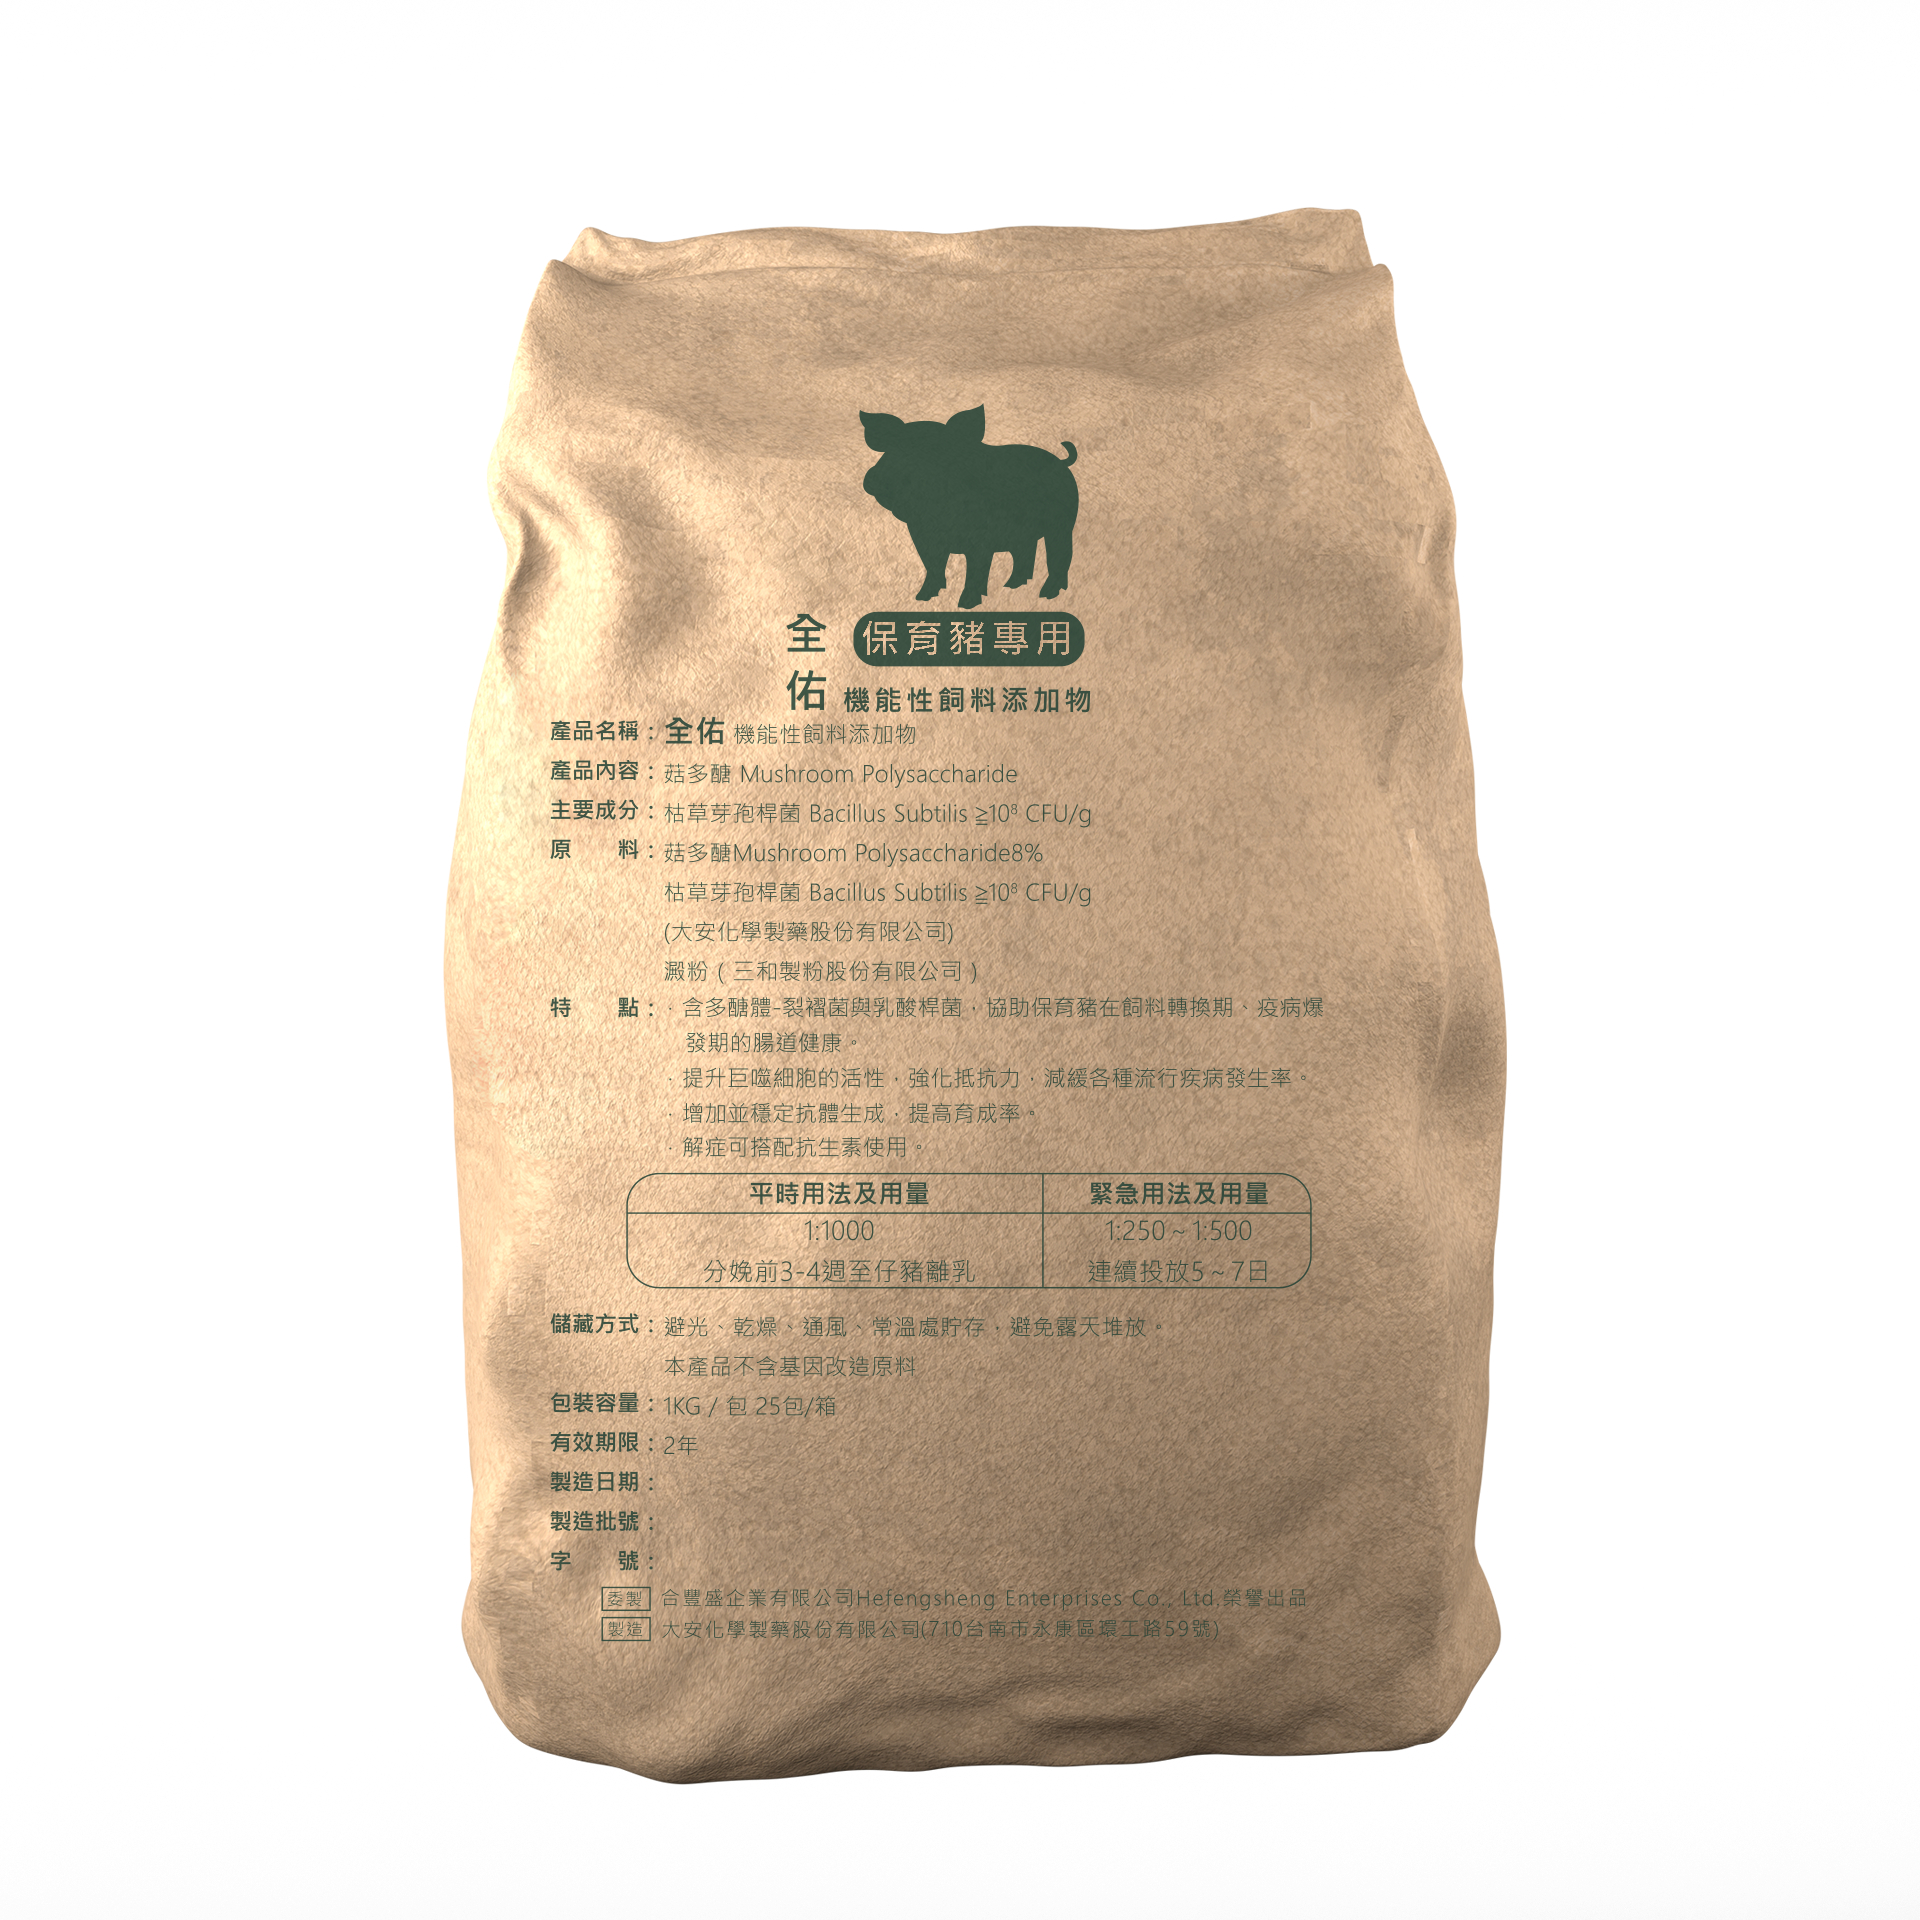 全佑
保育豬專用
機能性飼料添加物
產品名稱：全佑 機能性飼料添加物
產品內容：菇多醣 Mushroom Polysaccharide
主要成分：枯草芽孢桿菌 Bacillus Subtilis ≧10⁸ CFU/g
原　　料：菇多醣Mushroom Polysaccharide8%
枯草芽孢桿菌 Bacillus Subtilis ≧10⁸ CFU/g
(大安化學製藥股份有限公司)
澱粉 ( 三和製粉股份有限公司 )
特　　點：· 含多醣體-裂褶菌與乳酸桿菌，協助保育豬在飼料轉換期、疫病爆
發期的腸道健康。
· 提升巨噬細胞的活性，強化抵抗力，減緩各種流行疾病發生率。
· 增加並穩定抗體生成，提高育成率。
· 解症可搭配抗生素使用。
平時用法及用量 緊急用法及用量
1:1000 1:250 ~ 1:500
分娩前3-4週至仔豬離乳 連續投放5 ~ 7日
儲藏方式：避光、乾燥、通風、常溫處貯存，避免露天堆放。
本產品不含基因改造原料
包裝容量：1KG / 包 25包/箱
有效期限：2年
製造日期：
製造批號：
字　　號：
委製 合豐盛企業有限公司Hefengsheng Enterprises Co., Ltd.榮譽出品
製造 大安化學製藥股份有限公司(710台南市永康區環工路59號)